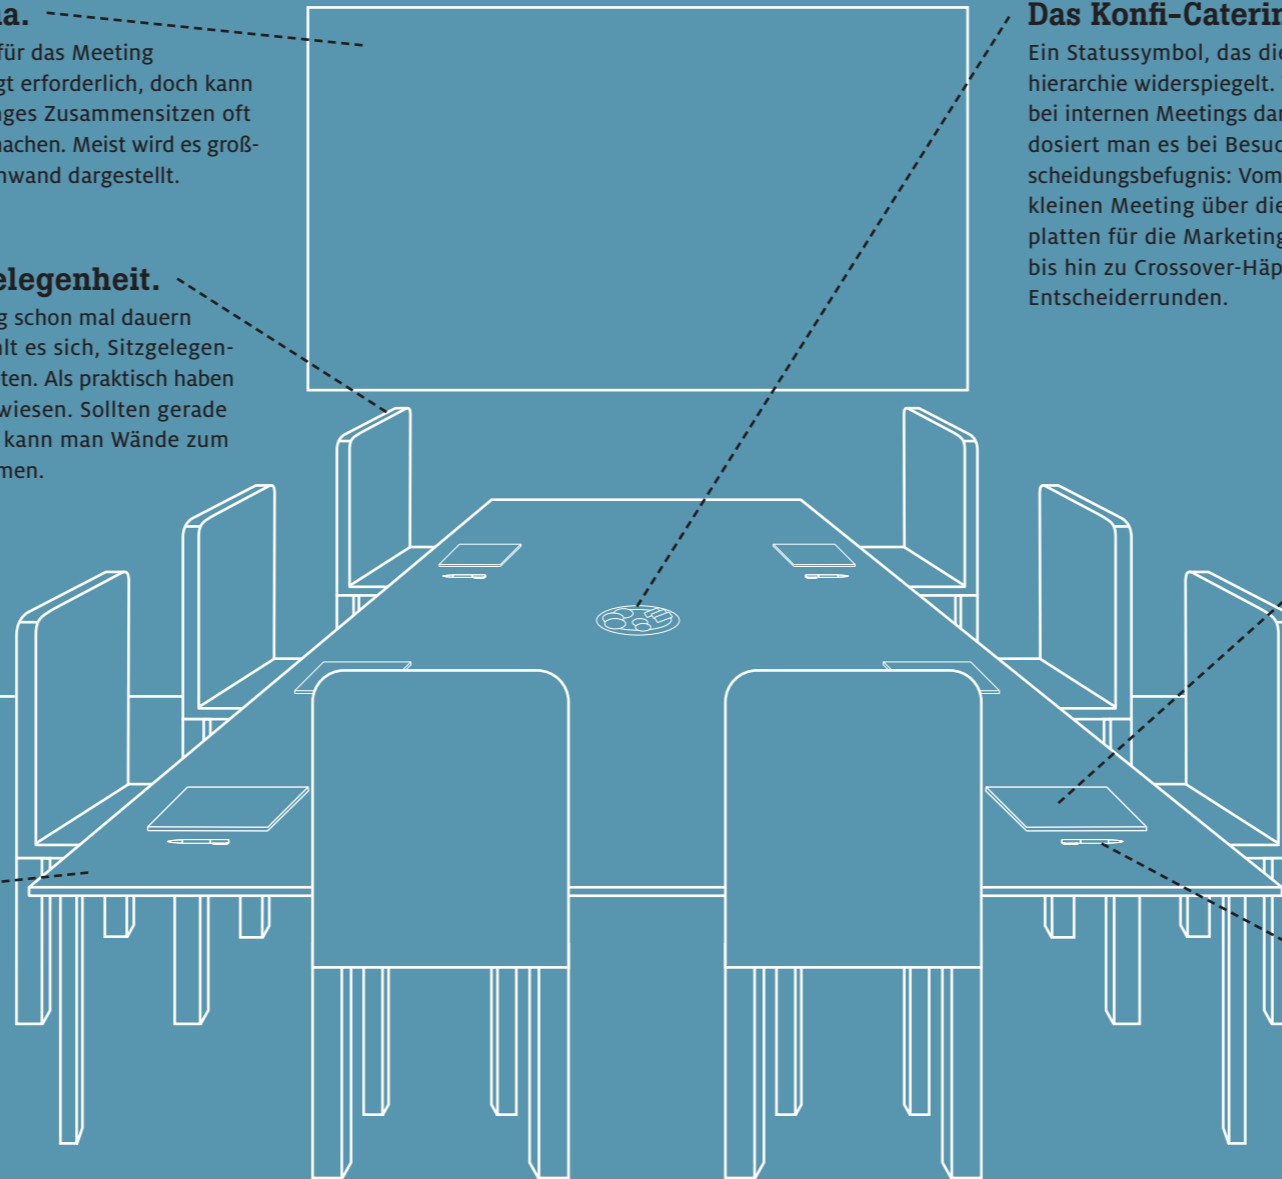 a.
für das Meeting
gt erforderlich, doch kann
nges Zusammensitzen oft
machen. Meist wird es groß-
nwand dargestellt.
elegenheit.
g schon mal dauern
hlt es sich, Sitzgelegen-
ten. Als praktisch haben
wiesen. Sollten gerade
kann man Wände zum
men.
Das Konfi-Caterin
Ein Statussymbol, das die
hierarchie widerspiegelt.
bei internen Meetings dar
dosiert man es bei Besuc
scheidungsbefugnis: Vom
kleinen Meeting über die
platten für die Marketing
bis hin zu Crossover-Häp
Entscheiderrunden.